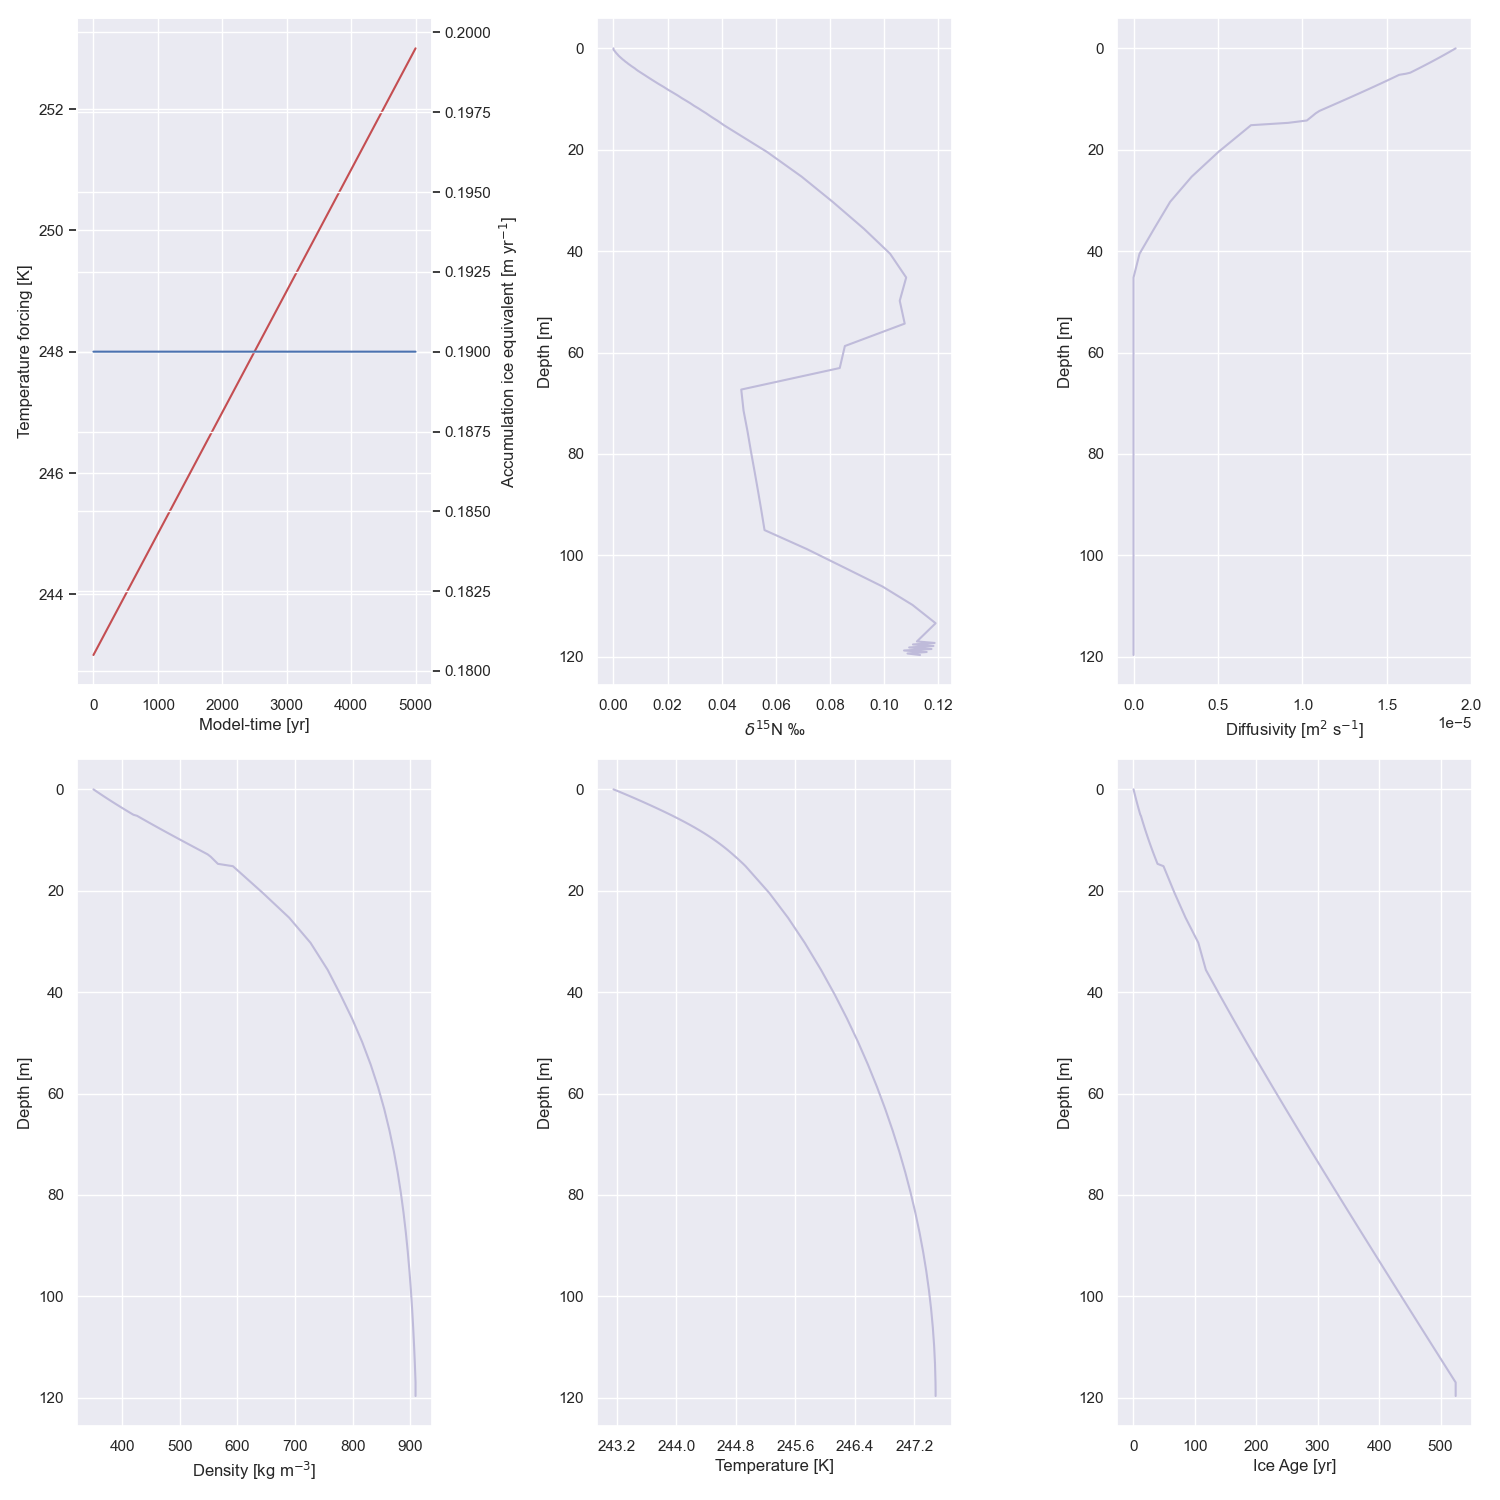 Temperature forcing [K]
252
250
248
246
244
0.2000
0.1975
0.1950
0.1925
0.1900
0.1875
0.1850
0.1825
0.1800
Accumulation ice equivalent [m yr⁻¹]
0 1000 2000 3000 4000 5000
Model-time [yr]
Depth [m]
0
20
40
60
80
100
120
0.00 0.02 0.04 0.06 0.08 0.10 0.12
δ¹⁵N ‰
Depth [m]
0
20
40
60
80
100
120
0.0 0.5 1.0 1.5 2.0
1e−5
Diffusivity [m² s⁻¹]
Depth [m]
0
20
40
60
80
100
120
400 500 600 700 800 900
Density [kg m⁻³]
Depth [m]
0
20
40
60
80
100
120
243.2 244.0 244.8 245.6 246.4 247.2
Temperature [K]
Depth [m]
0
20
40
60
80
100
120
0 100 200 300 400 500
Ice Age [yr]